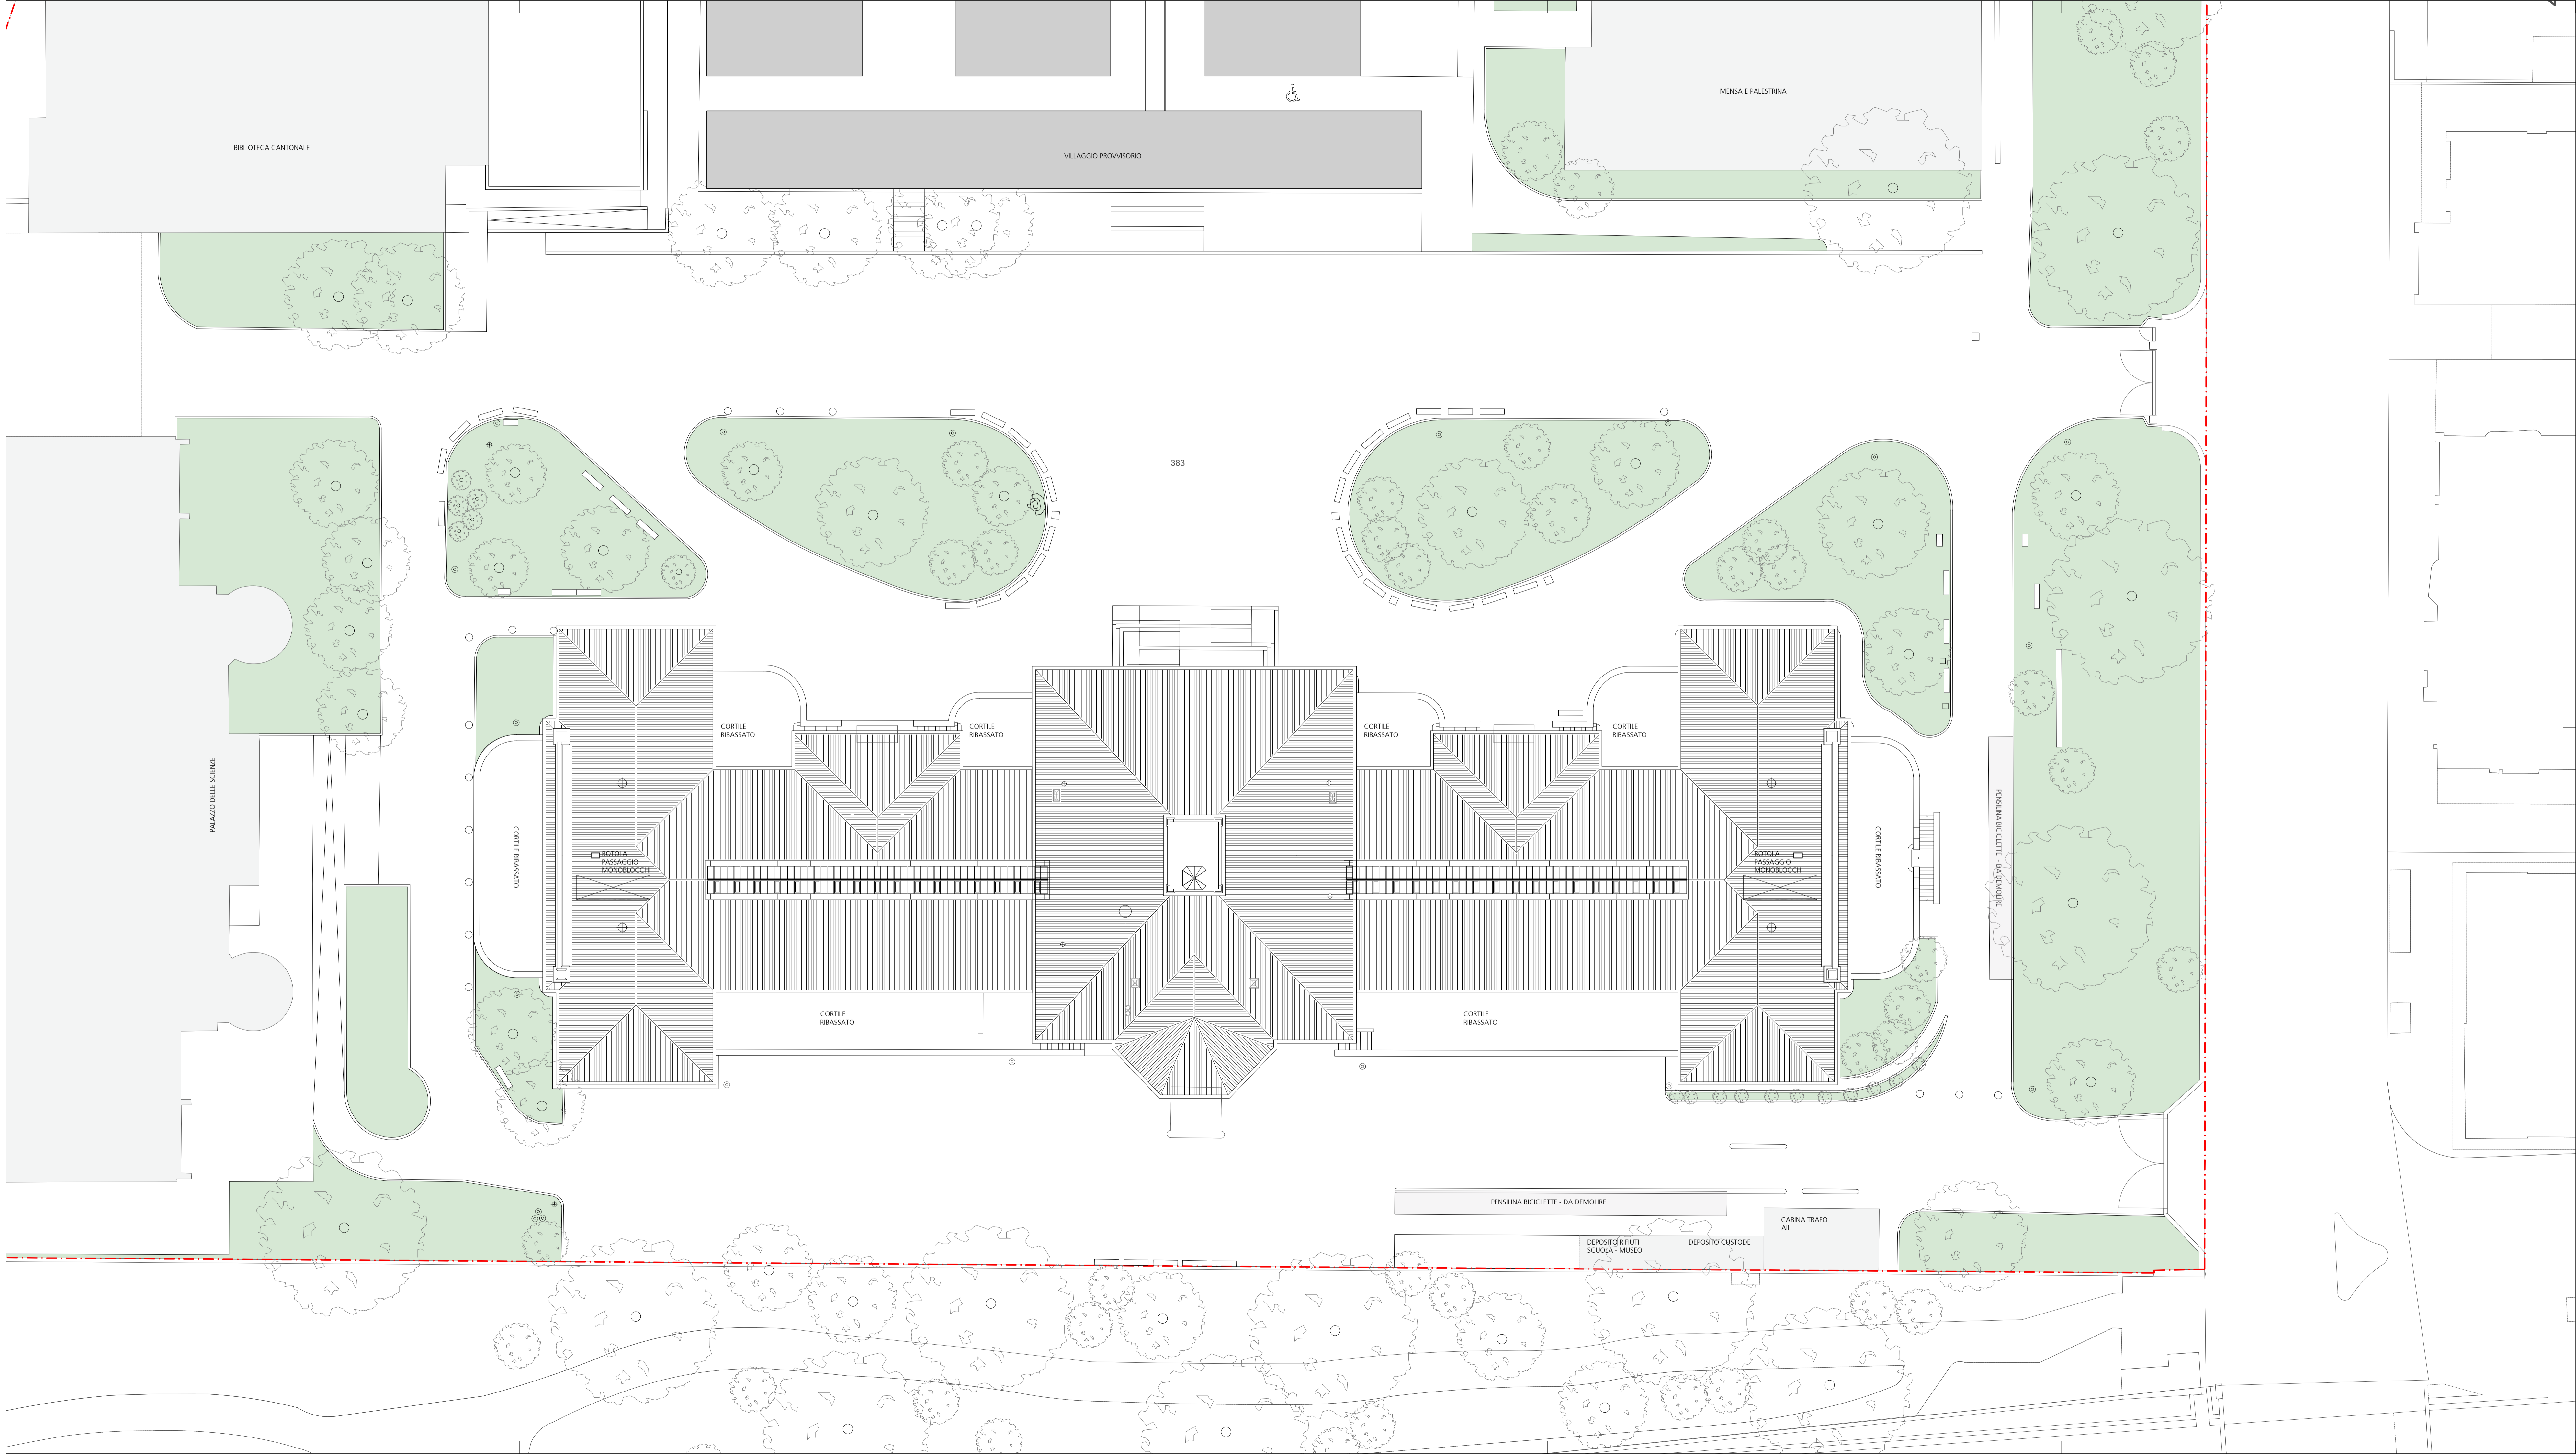 MENSA E PALESTRINA
BIBLIOTECA CANTONALE
VILLAGGIO PROVVISORIO
383
CORTILE
RIBASSATO
CORTILE
RIBASSATO
CORTILE
RIBASSATO
CORTILE
RIBASSATO
PALAZZO DELLE SCIENZE
CORTILE RIBASSATO
BOTOLA
PASSAGGIO
MONOBLOCCHI
BOTOLA
PASSAGGIO
MONOBLOCCHI
CORTILE RIBASSATO
PENSILINA BICICLETTE - DA DEMOLIRE
CORTILE
RIBASSATO
CORTILE
RIBASSATO
PENSILINA BICICLETTE - DA DEMOLIRE
CABINA TRAFO
AIL
DEPOSITO RIFIUTI
SCUOLA - MUSEO
DEPOSITO CUSTODE